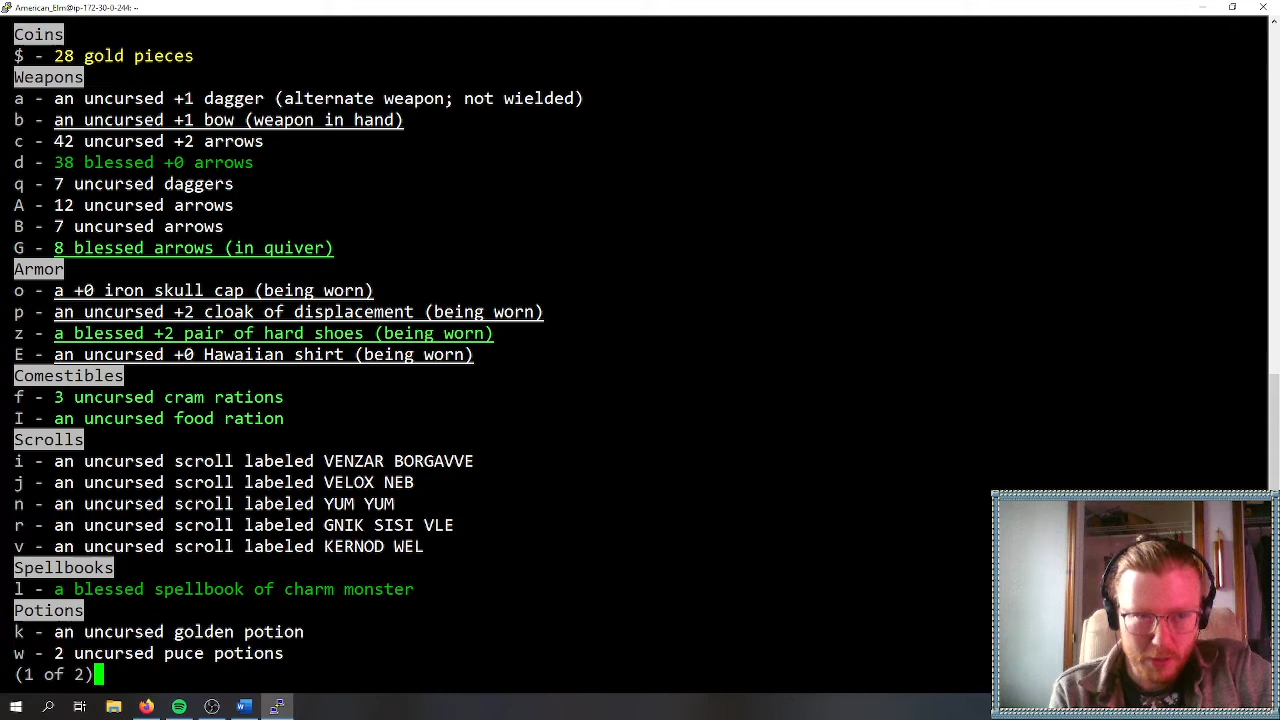 American_Elm@ip-172-30-0-244: ~
Coins
$ - 28 gold pieces
Weapons
a - an uncursed +1 dagger (alternate weapon; not wielded)
b - an uncursed +1 bow (weapon in hand)
c - 42 uncursed +2 arrows
d - 38 blessed +0 arrows
q - 7 uncursed daggers
A - 12 uncursed arrows
B - 7 uncursed arrows
G - 8 blessed arrows (in quiver)
Armor
o - a +0 iron skull cap (being worn)
p - an uncursed +2 cloak of displacement (being worn)
z - a blessed +2 pair of hard shoes (being worn)
E - an uncursed +0 Hawaiian shirt (being worn)
Comestibles
f - 3 uncursed cram rations
I - an uncursed food ration
Scrolls
i - an uncursed scroll labeled VENZAR BORGAVVE
j - an uncursed scroll labeled VELOX NEB
n - an uncursed scroll labeled YUM YUM
r - an uncursed scroll labeled GNIK SISI VLE
v - an uncursed scroll labeled KERNOD WEL
Spellbooks
l - a blessed spellbook of charm monster
Potions
k - an uncursed golden potion
w - 2 uncursed puce potions
(1 of 2)